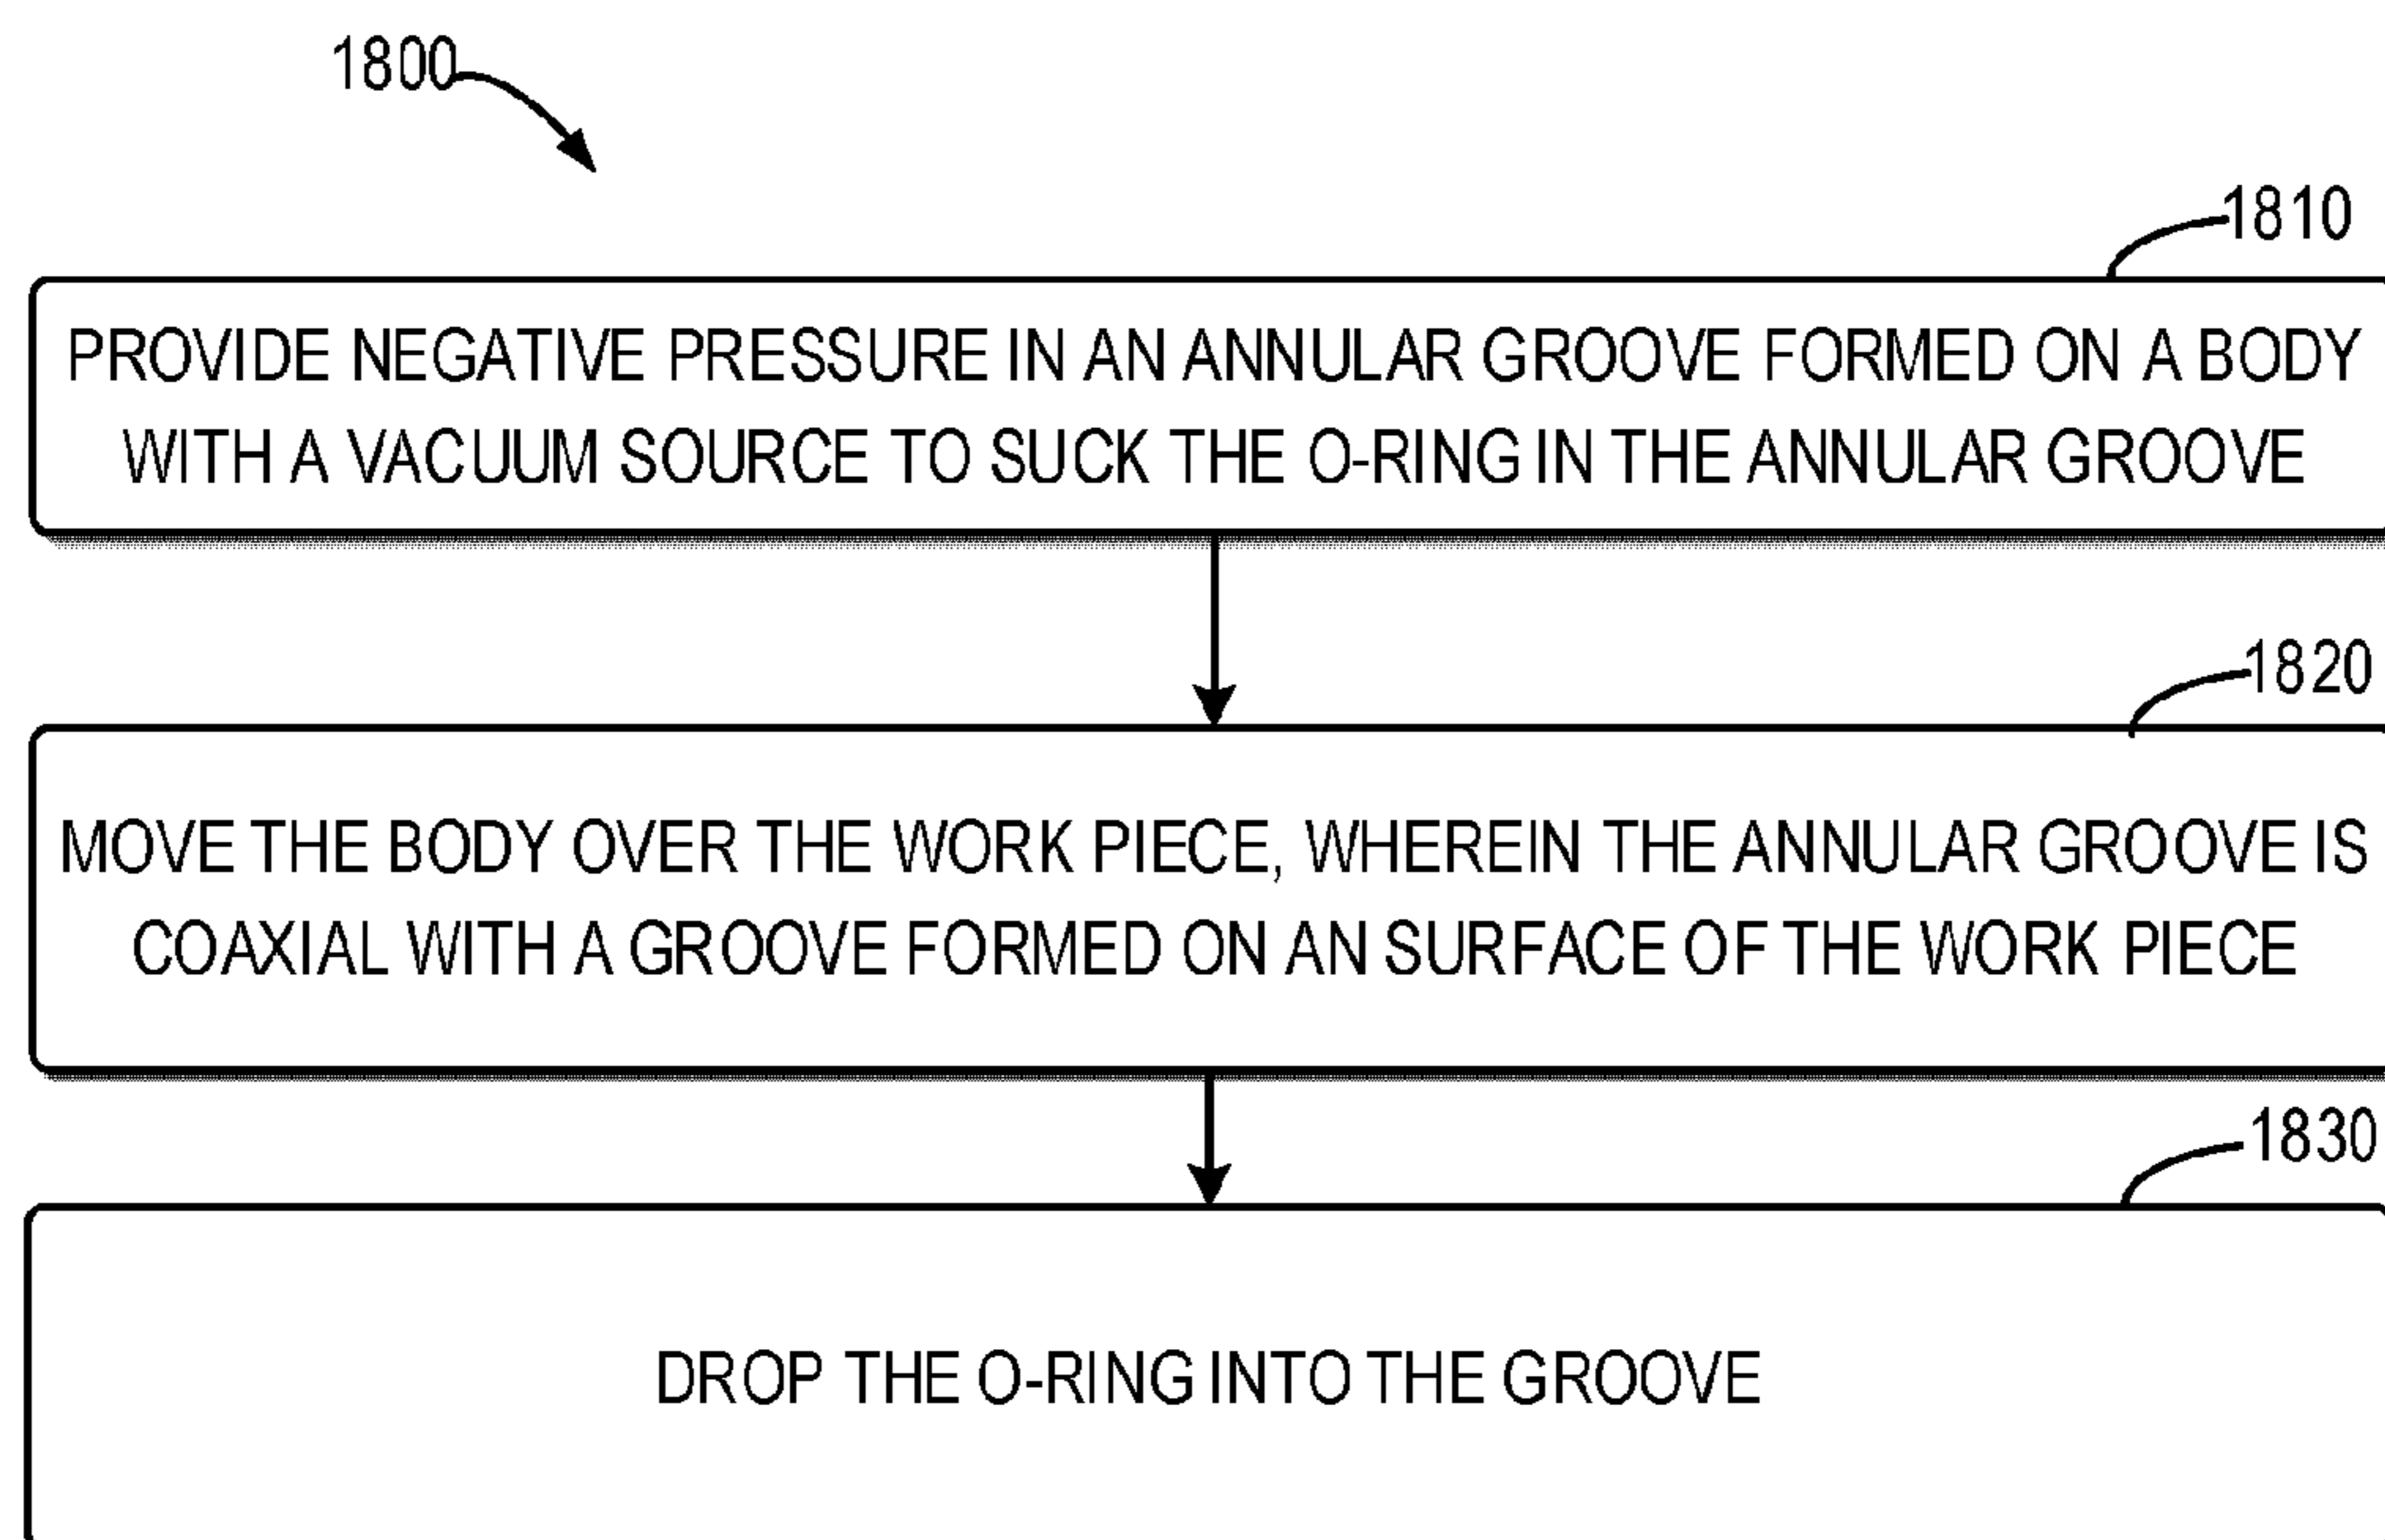 1800
1810
PROVIDE NEGATIVE PRESSURE IN AN ANNULAR GROOVE FORMED ON A BODY
WITH A VACUUM SOURCE TO SUCK THE O-RING IN THE ANNULAR GROOVE
1820
MOVE THE BODY OVER THE WORK PIECE, WHEREIN THE ANNULAR GROOVE IS
COAXIAL WITH A GROOVE FORMED ON AN SURFACE OF THE WORK PIECE
1830
DROP THE O-RING INTO THE GROOVE